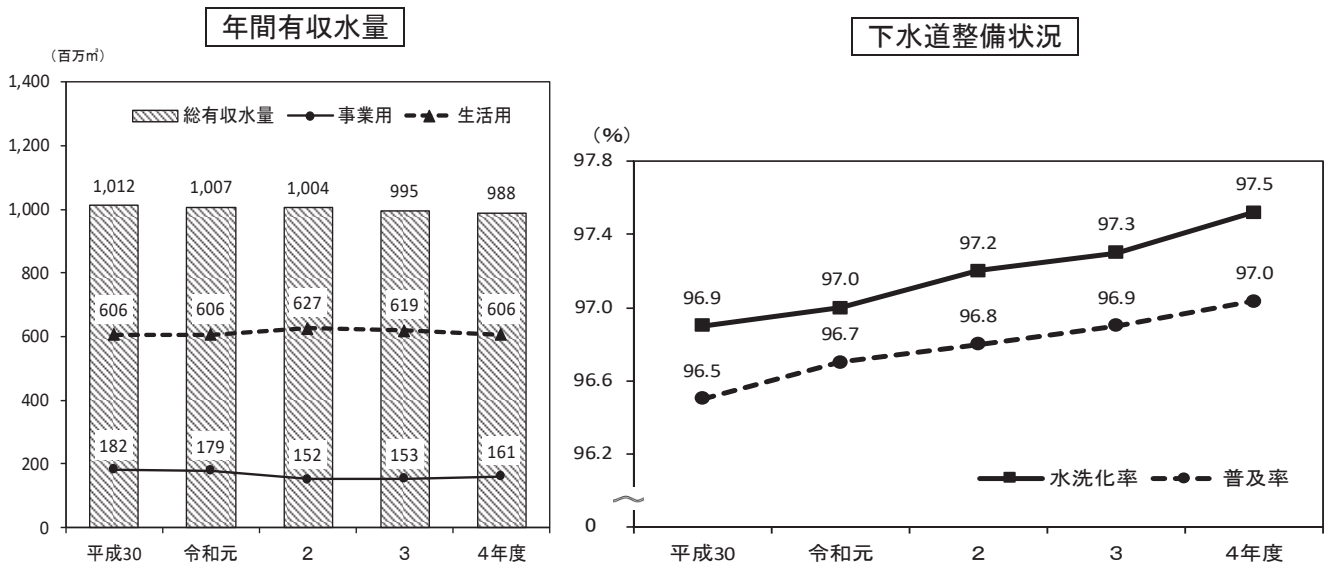 年間有収水量
（百万㎥）
1,400
1,200
1,000
800
600
400
200
0
総有収水量 事業用 生活用
1,012 1,007 1,004 995 988
606 606 627 619 606
182 179 152 153 161
平成30 令和元 2 3 4年度
下水道整備状況
（%）
97.8
97.4
97.0
96.6
96.2
0
96.9 97.0 97.2 97.3 97.5
96.5 96.7 96.8 96.9 97.0
水洗化率 普及率
平成30 令和元 2 3 4年度